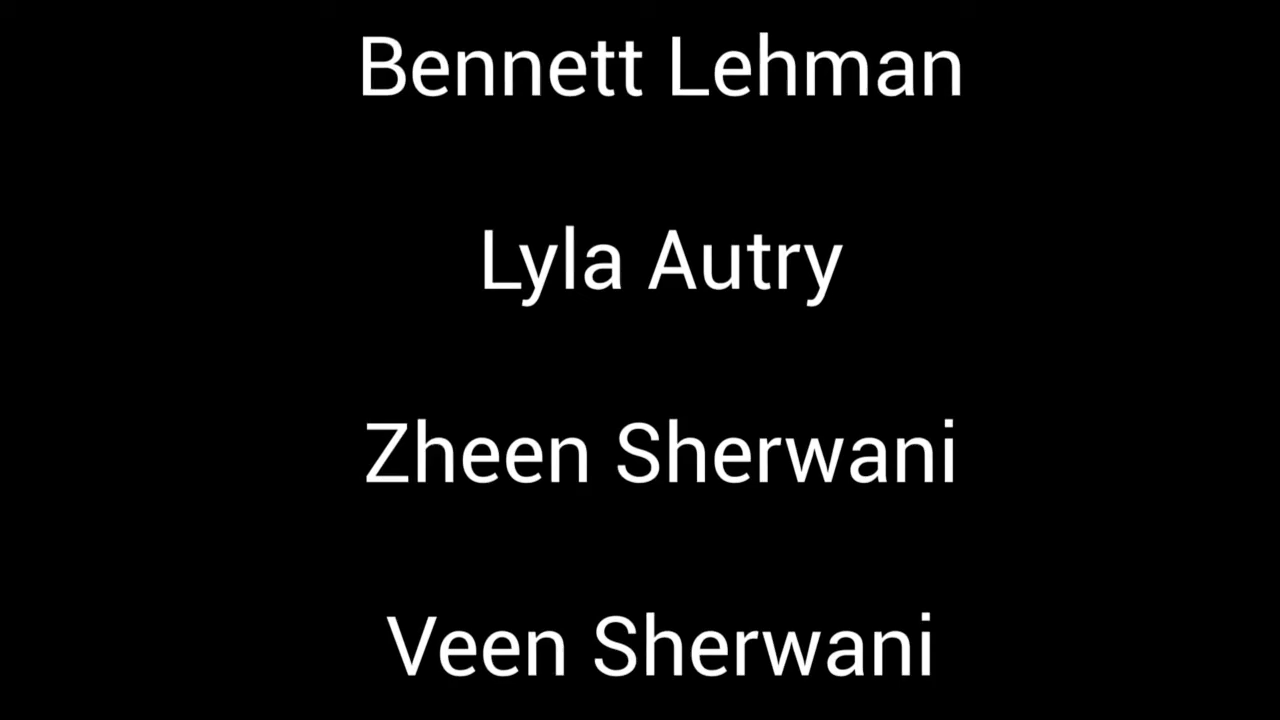 Bennett Lehman
Lyla Autry
Zheen Sherwani
Veen Sherwani